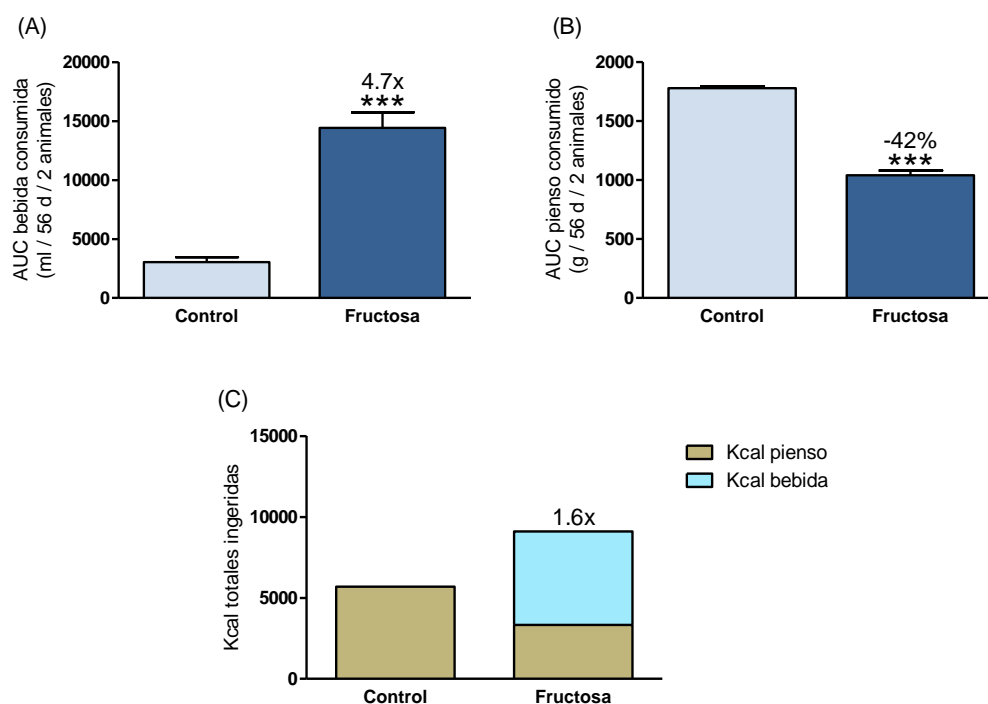 (A)
AUC bebida consumida
(ml / 56 d / 2 animales)
20000
15000
10000
5000
0
4.7x
***
Control
Fructosa
(B)
AUC pienso consumido
(g / 56 d / 2 animales)
2000
1500
1000
500
0
-42%
***
Control
Fructosa
(C)
Kcal totales ingeridas
15000
10000
5000
0
1.6x
Control
Fructosa
Kcal pienso
Kcal bebida